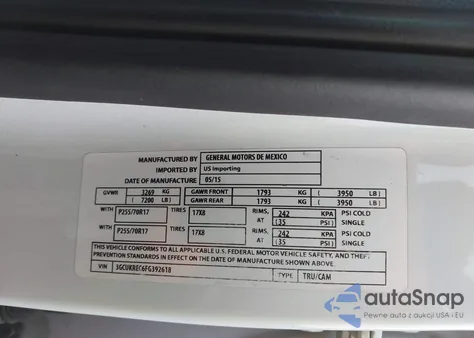 MANUFACTURED BY GENERAL MOTORS DE MEXICO
IMPORTED BY US Importing
DATE OF MANUFACTURE 05/15
GVWR 3269 KG GAWR FRONT 1793 KG ( 3950 LB)
( 7200 LB) GAWR REAR 1793 KG ( 3950 LB)
WITH P255/70R17 TIRES 17X8 RIMS, AT 242 KPA PSI COLD
(35 PSI) SINGLE
WITH P255/70R17 TIRES 17X8 RIMS, AT 242 KPA PSI COLD
(35 PSI) SINGLE
THIS VEHICLE CONFORMS TO ALL APPLICABLE U.S. FEDERAL MOTOR VEHICLE SAFETY, AND THEFT
PREVENTION STANDARDS IN EFFECT ON THE DATE OF MANUFACTURE SHOWN ABOVE.
VIN 3GCUKREC6FG392618 TYPE TRU/CAM
autoSnap
Pewne auta z aukcji USA i EU